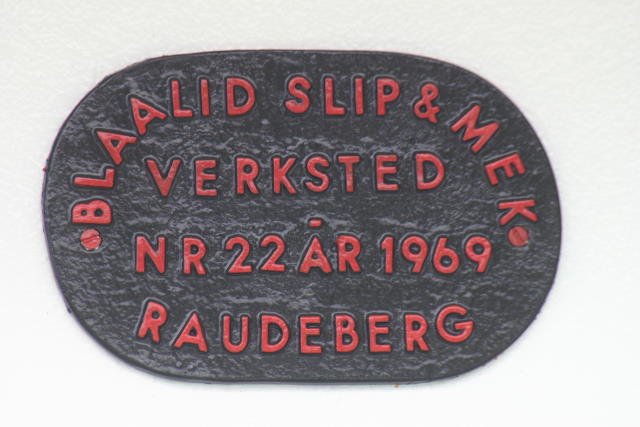 BLAALID SLIP & MEK
VERKSTED
NR 22 ÅR 1969
RAUDEBERG